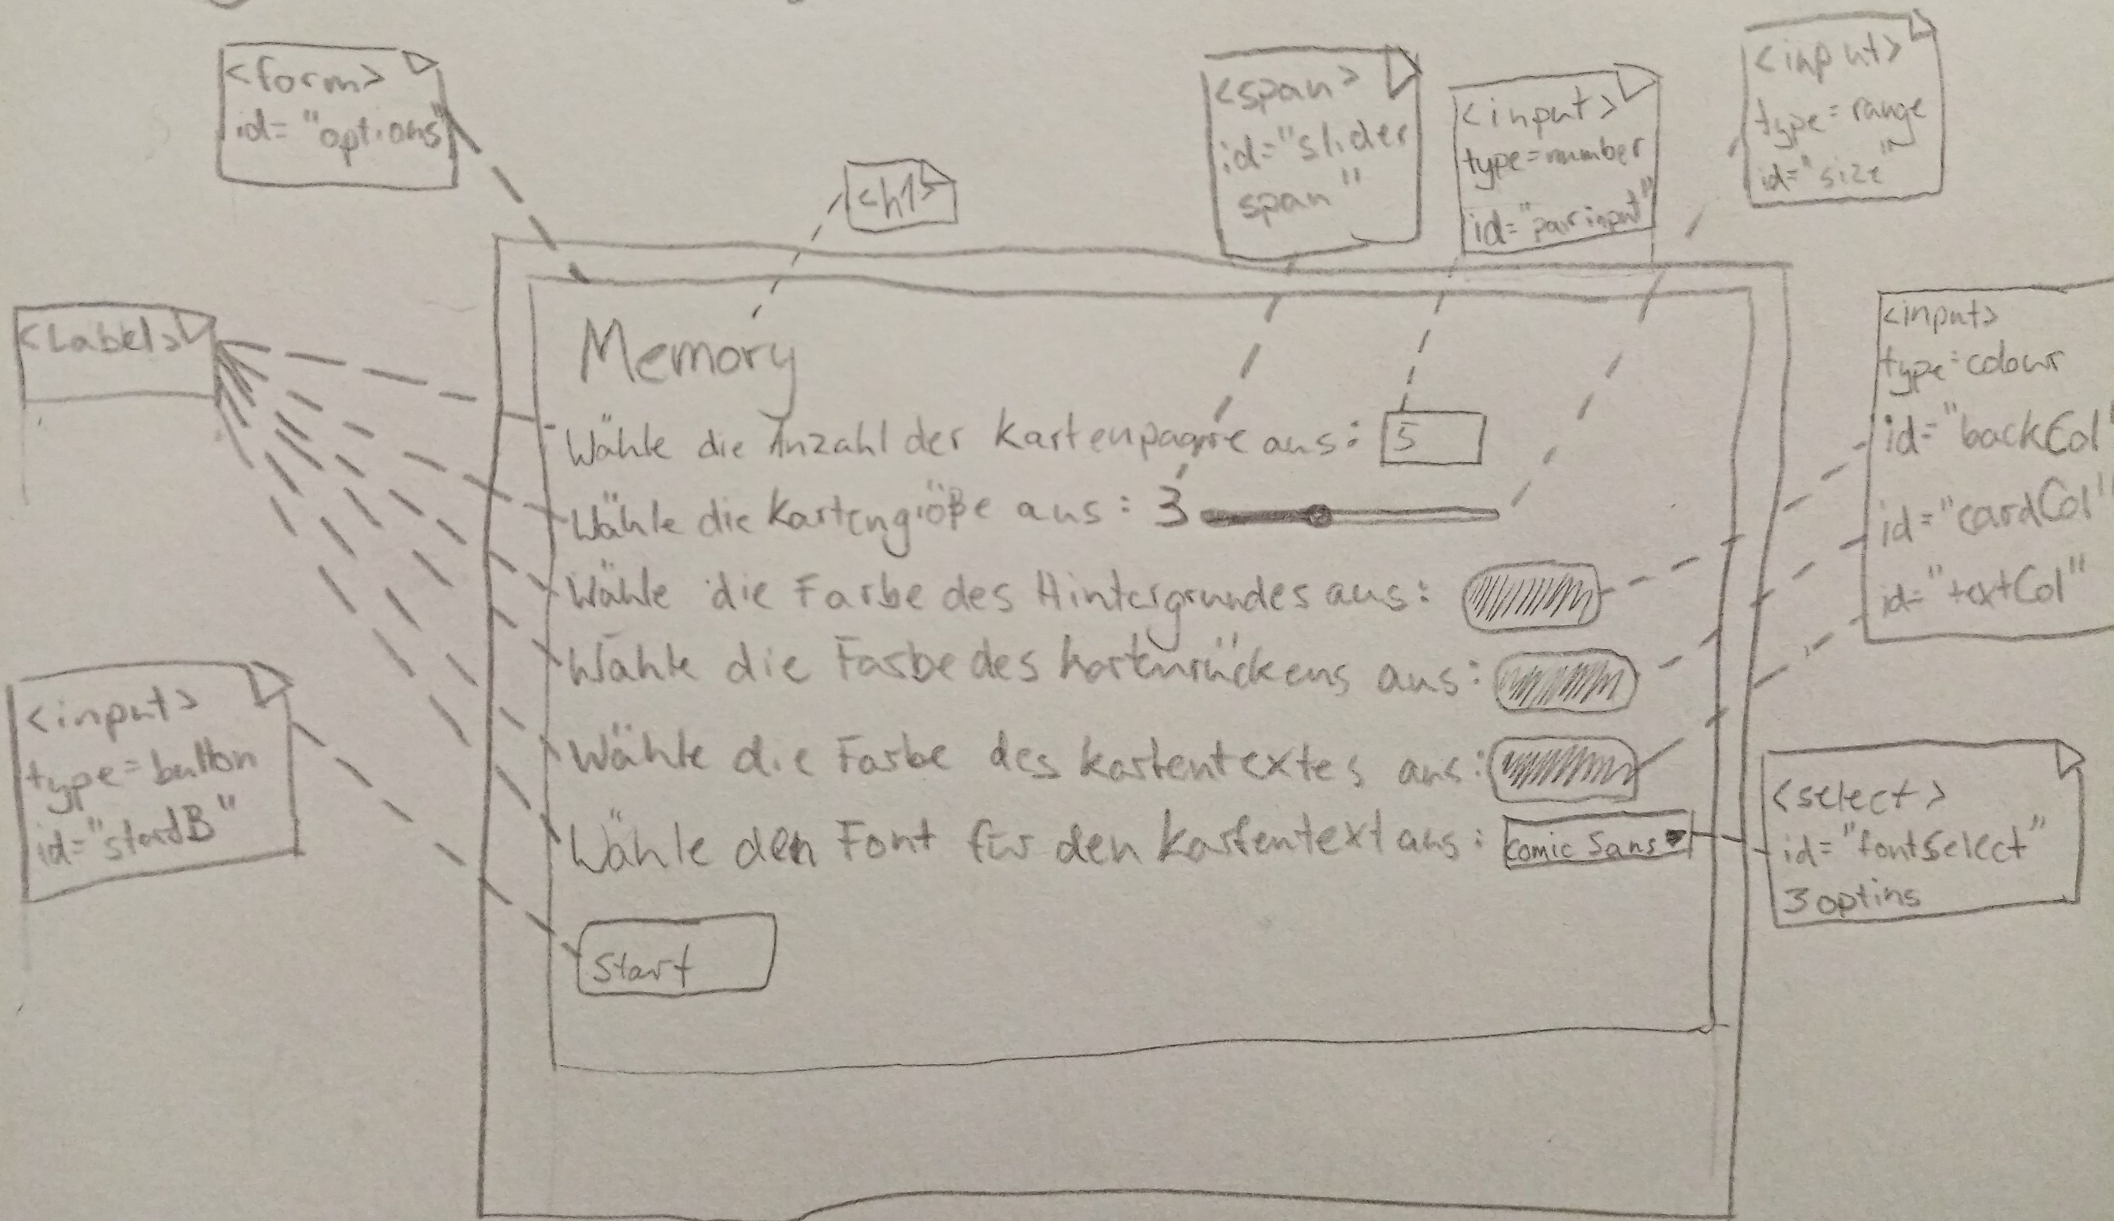 <form>
id="options"
<h1>
<span>
id="slider
span"
<input>
type=number
id="pairinput"
<input>
type=range
id="size"
<Label>
<input>
type=button
id="startB"
Memory
Wähle die Anzahl der Kartenpaare aus: 5
Wähle die Kartengröße aus: 3
Wähle die Farbe des Hintergrundes aus:
Wähle die Farbe des Kartenrückens aus:
Wähle die Farbe des Kartentextes aus:
Wähle den Font für den Kartentext aus: Comic Sans
Start
<input>
type=colour
id="backCol"
id="cardCol"
id="textCol"
<select>
id="fontSelect"
3 optins